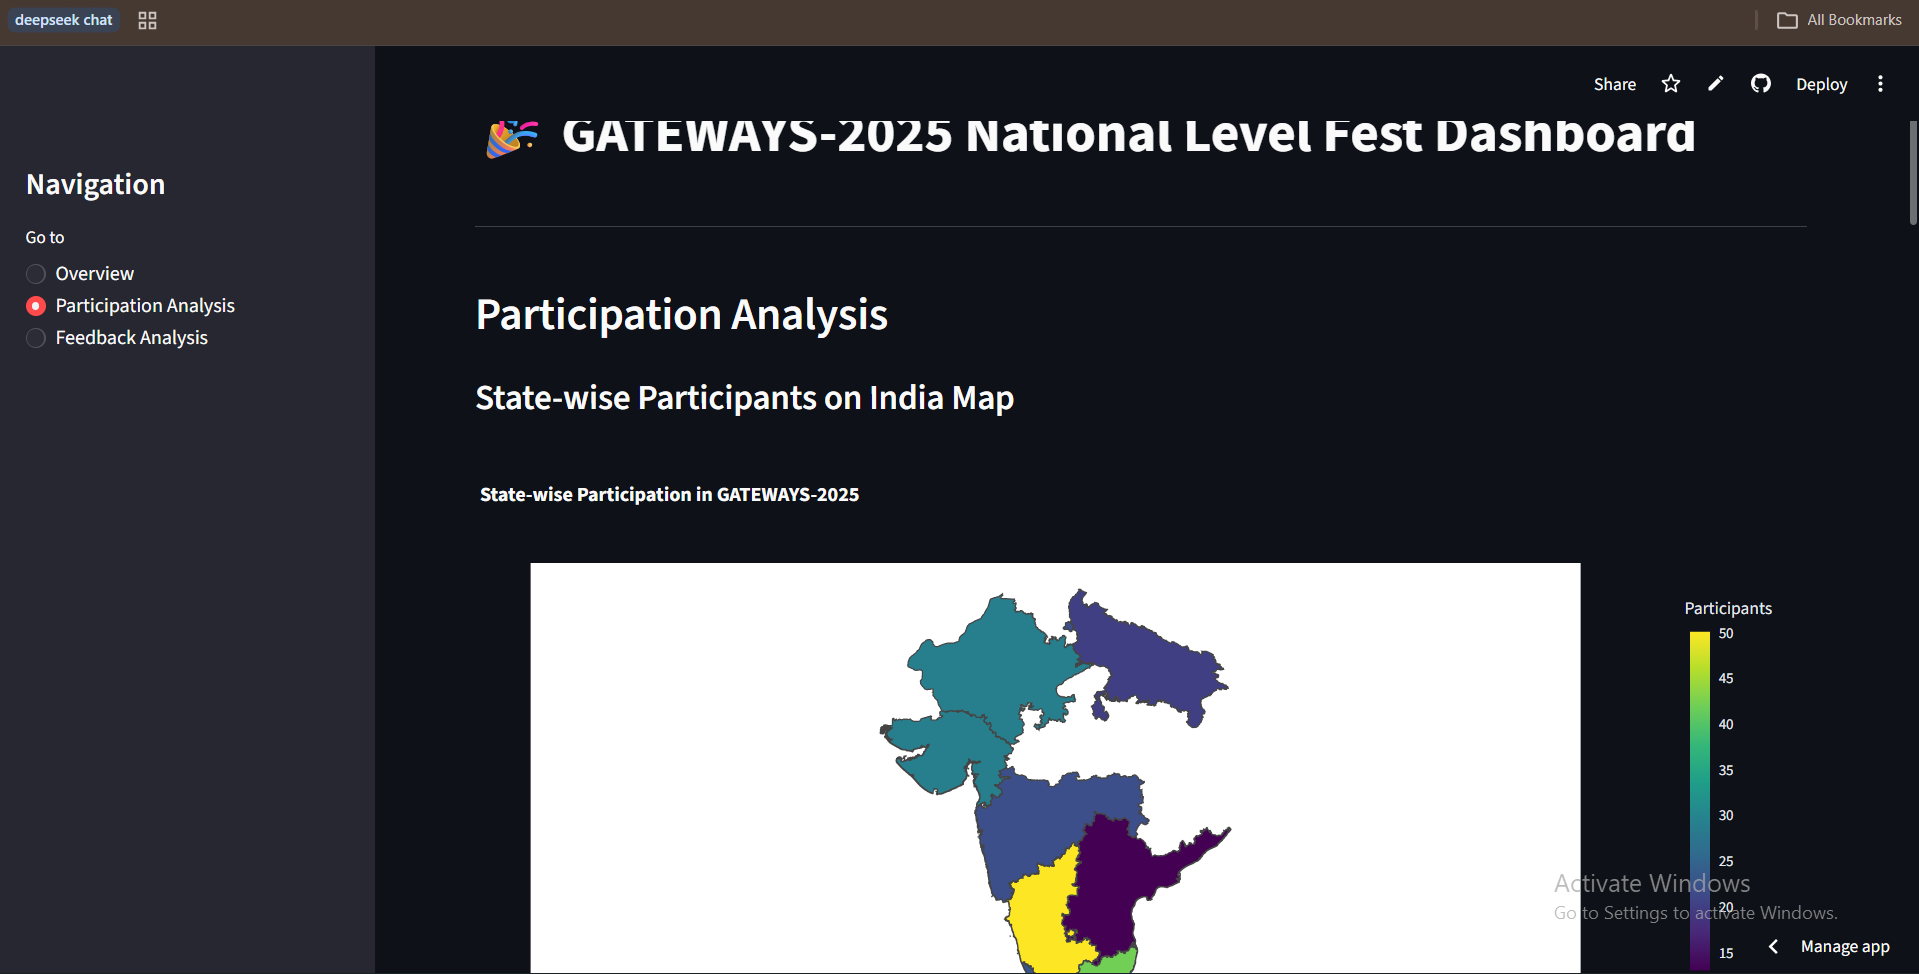 deepseek chat
All Bookmarks
Share
Deploy
GATEWAYS-2025 National Level Fest Dashboard
Navigation
Go to
Overview
Participation Analysis
Feedback Analysis
Participation Analysis
State-wise Participants on India Map
State-wise Participation in GATEWAYS-2025
Participants
50
45
40
35
30
25
20
15
Activate Windows
Go to Settings to activate Windows.
Manage app